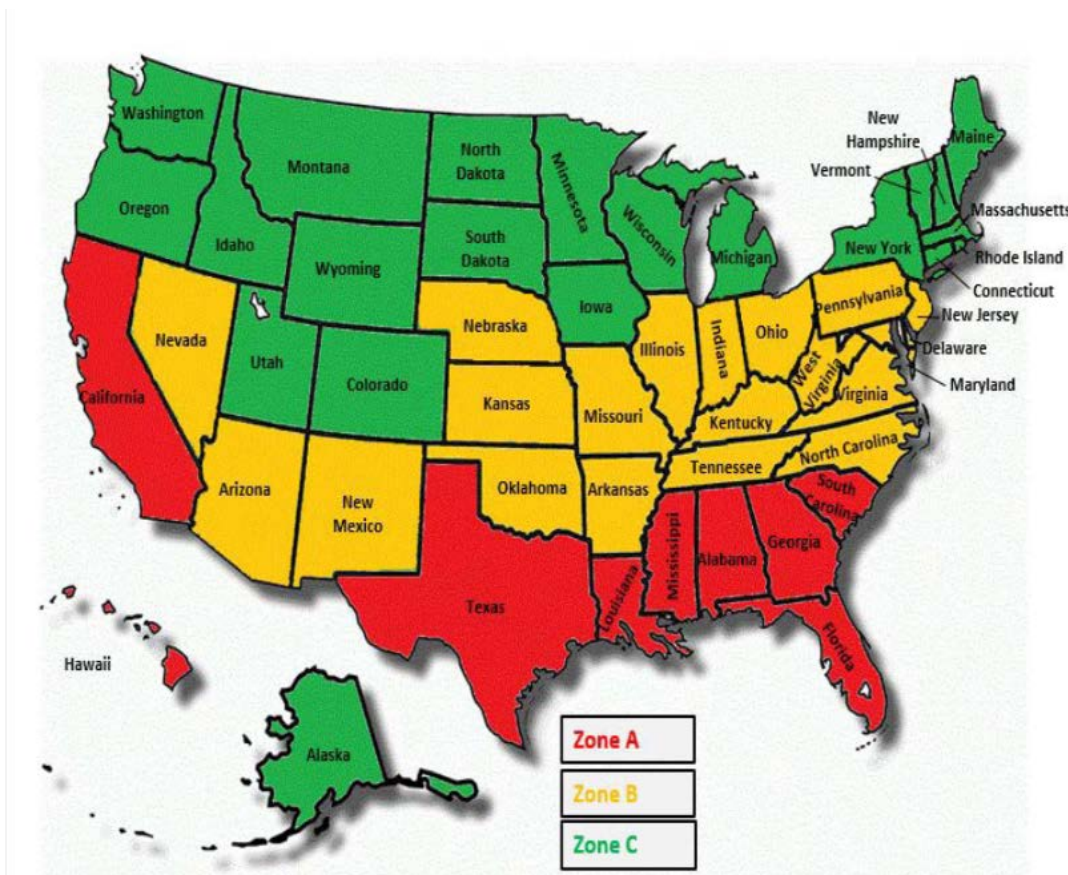 Washington
Montana
North
Dakota
Minnesota
New
Hampshire
Maine
Vermont
Oregon
Idaho
Wyoming
South
Dakota
Wisconsin
Michigan
New York
Massachusetts
Rhode Island
Connecticut
Nevada
Utah
Colorado
Nebraska
Iowa
Illinois
Indiana
Ohio
Pennsylvania
New Jersey
Delaware
Maryland
West
Virginia
Virginia
California
Kansas
Missouri
Kentucky
Arizona
New
Mexico
Oklahoma
Arkansas
Tennessee
North Carolina
South
Carolina
Texas
Louisiana
Mississippi
Alabama
Georgia
Florida
Hawaii
Alaska
Zone A
Zone B
Zone C